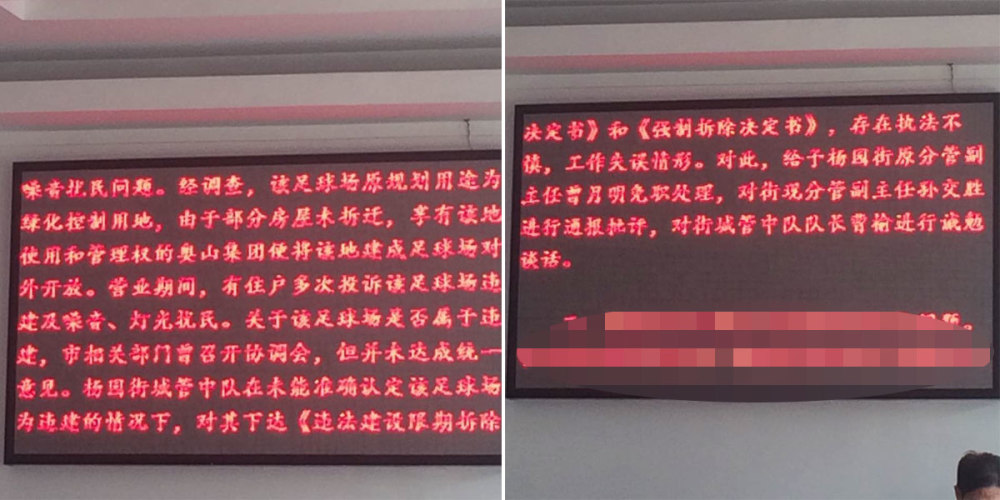 噪音扰民问题。经调查，该足球场原规划用途为
绿化控制用地，由于部分房屋未拆迁，享有该地
使用和管理权的奥山集团便将该地建成足球场对
外开放。营业期间，有住户多次投诉该足球场违
建及噪音、灯光扰民。关于该足球场是否属于违
建，市相关部门曾召开协调会，但并未达成统一
意见。杨园街城管中队在未能准确认定该足球场
为违建的情况下，对其下达《违法建设限期拆除
决定书》和《强制拆除决定书》，存在执法不
慎，工作失误情形。对此，给予杨园街原分管副
主任曾月明免职处理，对街现分管副主任孙交胜
进行通报批评，对街城管中队队长曾榆进行诫勉
谈话。